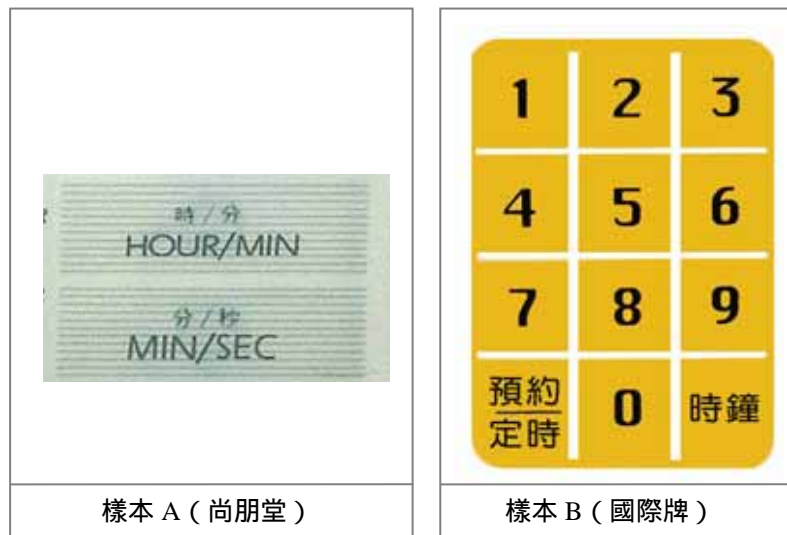 時/分
HOUR/MIN
分/秒
MIN/SEC
樣本 A（尚朋堂）
1 2 3
4 5 6
7 8 9
預約
定時
0
時鐘
樣本 B（國際牌）